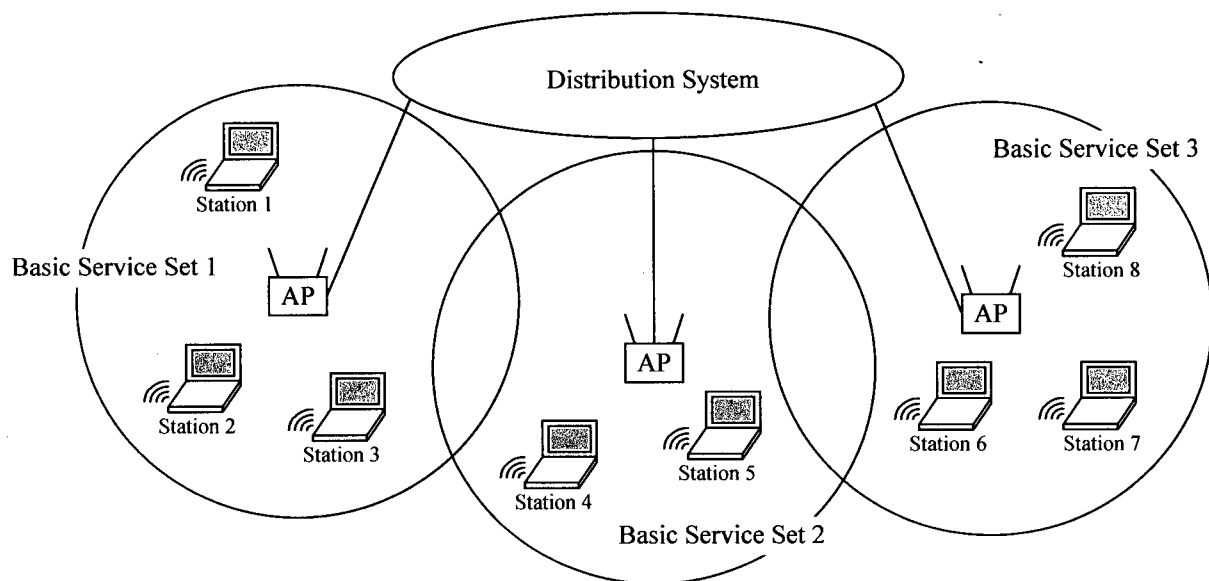 Distribution System
Basic Service Set 3
Station 1
Station 8
Basic Service Set 1
AP
AP
AP
Station 2
Station 3
Station 6
Station 7
Station 5
Station 4
Basic Service Set 2